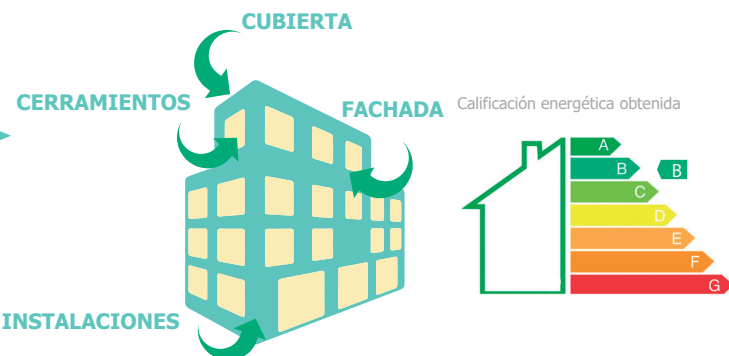 CUBIERTA
CERRAMIENTOS
FACHADA
Calificación energética obtenida
A
B
B
C
D
E
F
G
INSTALACIONES